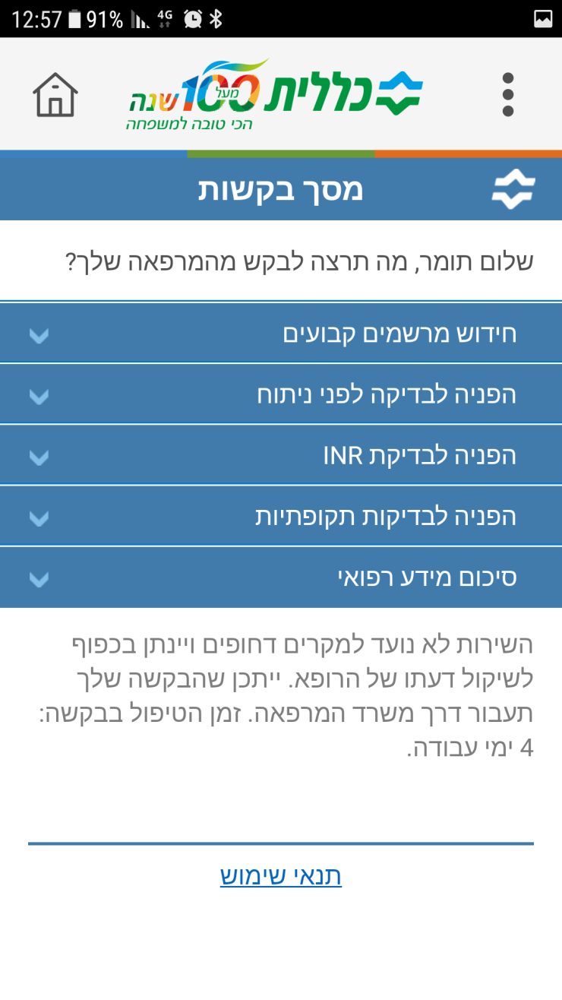 12:57 91% 4G
כללית מעל 100 שנה
הכי טובה למשפחה
מסך בקשות
שלום תומר, מה תרצה לבקש מהמרפאה שלך?
חידוש מרשמים קבועים
הפניה לבדיקה לפני ניתוח
הפניה לבדיקת INR
הפניה לבדיקות תקופתיות
סיכום מידע רפואי
השירות לא נועד למקרים דחופים ויינתן בכפוף
לשיקול דעתו של הרופא. ייתכן שהבקשה שלך
תעבור דרך משרד המרפאה. זמן הטיפול בבקשה:
4 ימי עבודה.
תנאי שימוש